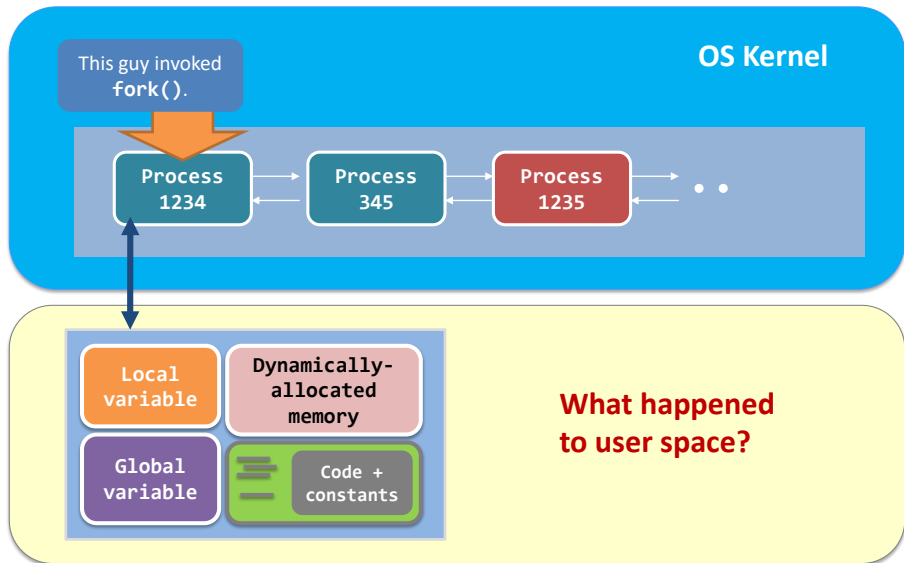 OS Kernel
This guy invoked
fork().
Process
1234
Process
345
Process
1235
Local
variable
Dynamically-
allocated
memory
Global
variable
Code +
constants
What happened
to user space?